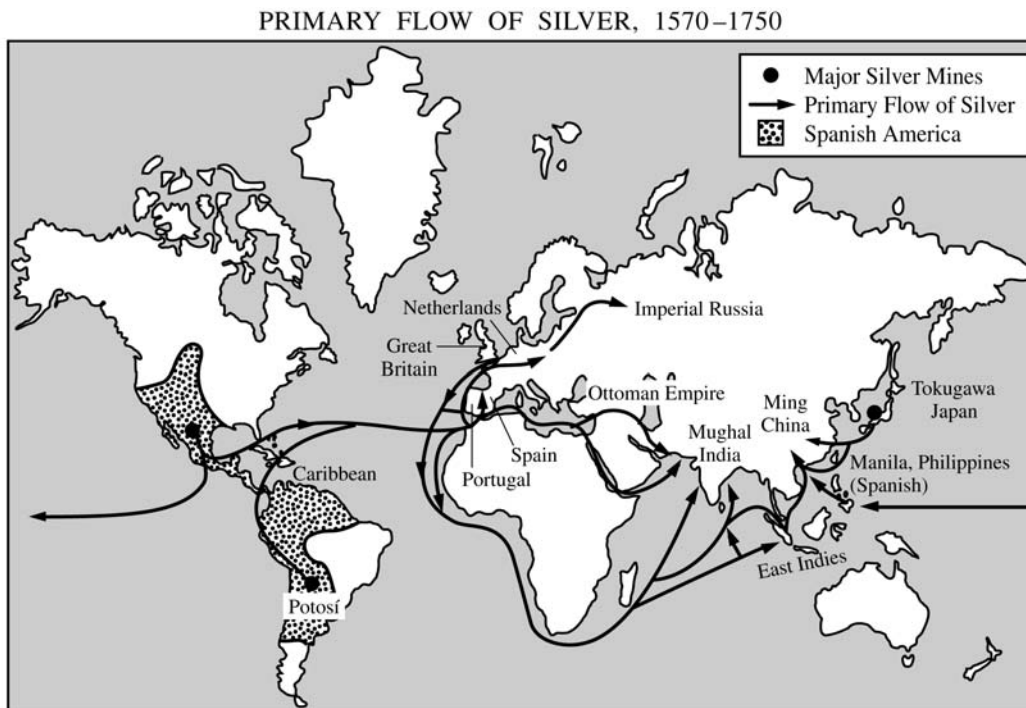 PRIMARY FLOW OF SILVER, 1570–1750
Major Silver Mines
Primary Flow of Silver
Spanish America
Netherlands
Imperial Russia
Great
Britain
Ottoman Empire
Tokugawa
Japan
Ming
China
Mughal
India
Spain
Portugal
Caribbean
Manila, Philippines
(Spanish)
East Indies
Potosí